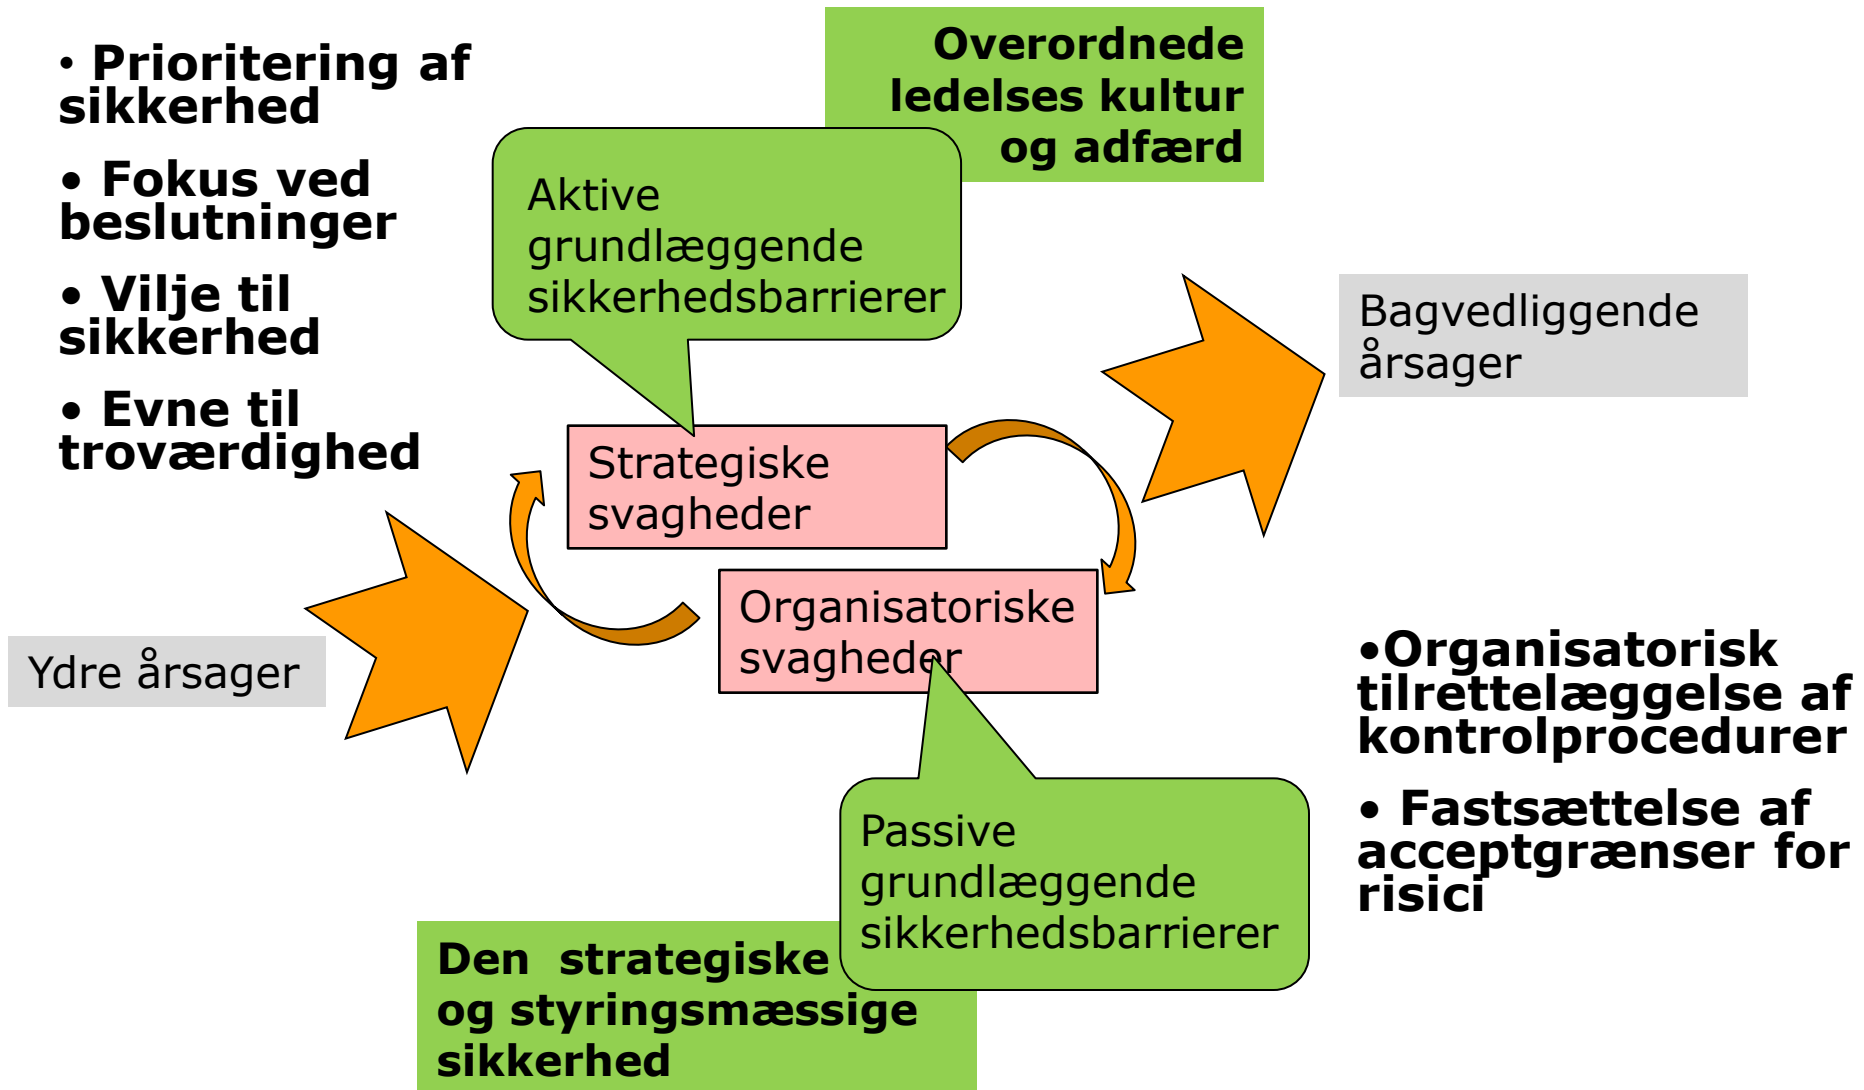 • Prioritering af
sikkerhed
• Fokus ved
beslutninger
• Vilje til
sikkerhed
• Evne til
troværdighed
Overordnede
ledelses kultur
og adfærd
Aktive
grundlæggende
sikkerhedsbarrierer
Bagvedliggende
årsager
Strategiske
svagheder
Organisatoriske
svagheder
Ydre årsager
•Organisatorisk
tilrettelæggelse af
kontrolprocedurer
• Fastsættelse af
acceptgrænser for
risici
Passive
grundlæggende
sikkerhedsbarrierer
Den  strategiske
og styringsmæssige
sikkerhed